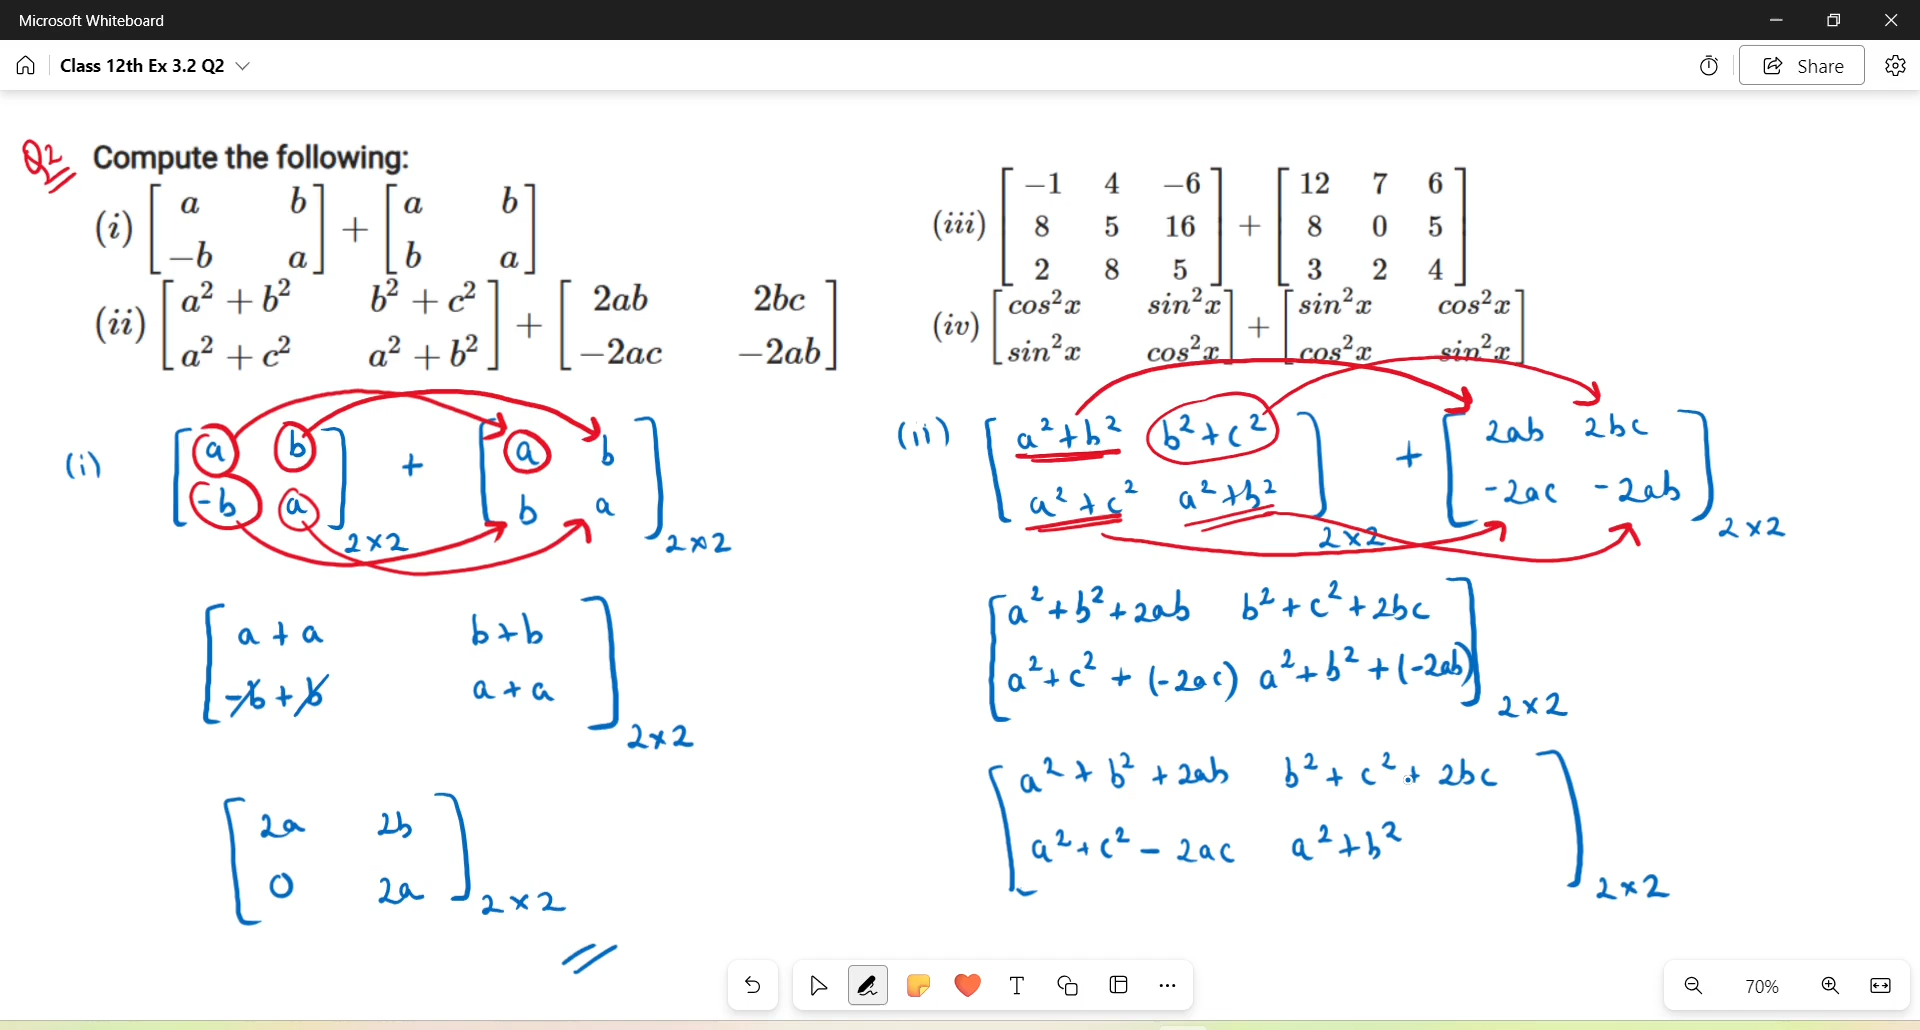 Microsoft Whiteboard
Class 12th Ex 3.2 Q2
Share
Q2 Compute the following:
(i) [a b; −b a] + [a b; b a]
(ii) [a² + b² b² + c²; a² + c² a² + b²] + [2ab 2bc; −2ac −2ab]
(iii) [−1 4 −6; 8 5 16; 2 8 5] + [12 7 6; 8 0 5; 3 2 4]
(iv) [cos²x sin²x; sin²x cos²x] + [sin²x cos²x; cos²x sin²x]
(i) [a b; -b a] 2×2 + [a b; b a] 2×2
[a + a b+b; -b + b a + a] 2×2
[2a 2b; 0 2a] 2×2
(ii) [a²+b² b²+c²; a²+c² a²+b²] 2×2 + [2ab 2bc; -2ac -2ab] 2×2
[a²+b²+2ab b²+c²+2bc; a²+c²+(-2ac) a²+b²+(-2ab)] 2×2
[a²+b²+2ab b²+c²+2bc; a²+c²-2ac a²+b²] 2×2
T
70%